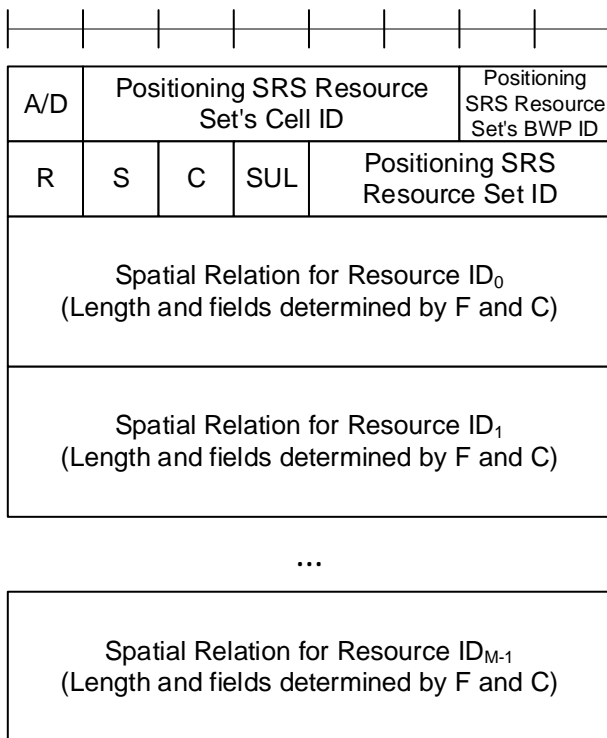 A/D
Positioning SRS Resource
Set's Cell ID
Positioning
SRS Resource
Set's BWP ID
R
S
C
SUL
Positioning SRS
Resource Set ID
Spatial Relation for Resource ID₀
(Length and fields determined by F and C)
Spatial Relation for Resource ID₁
(Length and fields determined by F and C)
...
Spatial Relation for Resource ID_M-1
(Length and fields determined by F and C)